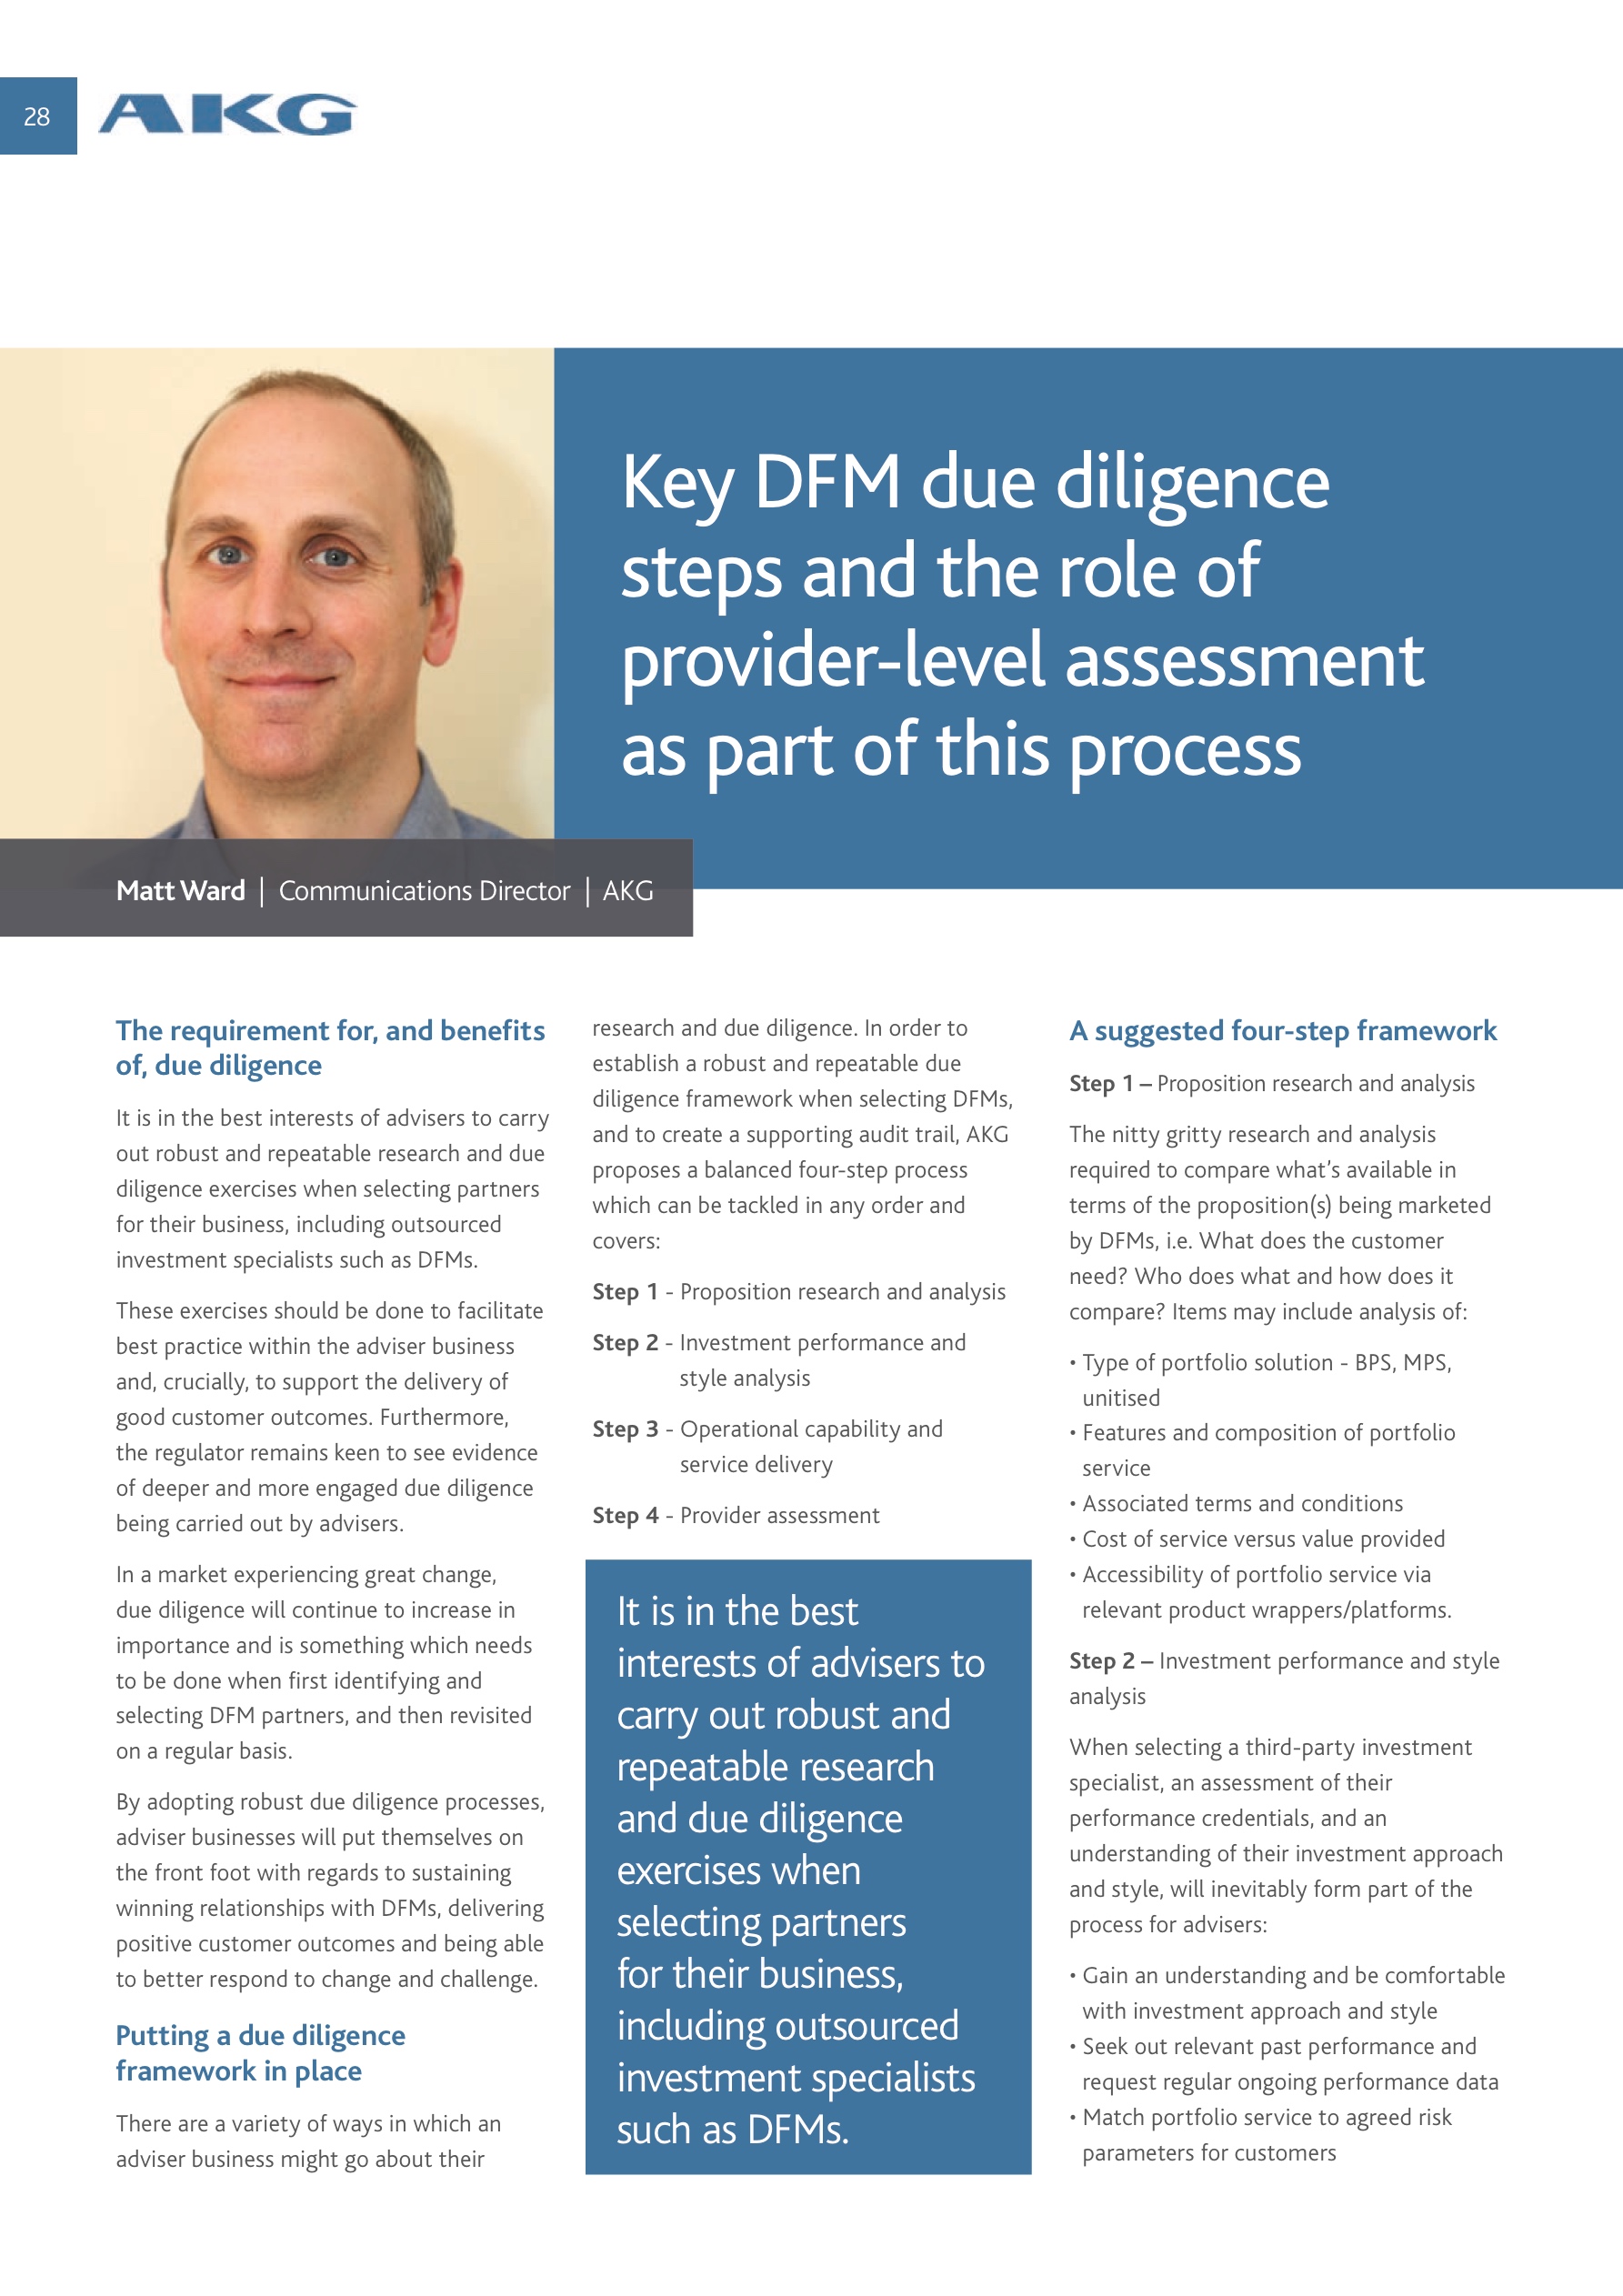 28
AKG
Key DFM due diligence
steps and the role of
provider-level assessment
as part of this process
Matt Ward | Communications Director | AKG
The requirement for, and benefits
of, due diligence
It is in the best interests of advisers to carry
out robust and repeatable research and due
diligence exercises when selecting partners
for their business, including outsourced
investment specialists such as DFMs.
These exercises should be done to facilitate
best practice within the adviser business
and, crucially, to support the delivery of
good customer outcomes. Furthermore,
the regulator remains keen to see evidence
of deeper and more engaged due diligence
being carried out by advisers.
In a market experiencing great change,
due diligence will continue to increase in
importance and is something which needs
to be done when first identifying and
selecting DFM partners, and then revisited
on a regular basis.
By adopting robust due diligence processes,
adviser businesses will put themselves on
the front foot with regards to sustaining
winning relationships with DFMs, delivering
positive customer outcomes and being able
to better respond to change and challenge.
Putting a due diligence
framework in place
There are a variety of ways in which an
adviser business might go about their
research and due diligence. In order to
establish a robust and repeatable due
diligence framework when selecting DFMs,
and to create a supporting audit trail, AKG
proposes a balanced four-step process
which can be tackled in any order and
covers:
Step 1 - Proposition research and analysis
Step 2 - Investment performance and
style analysis
Step 3 - Operational capability and
service delivery
Step 4 - Provider assessment
It is in the best
interests of advisers to
carry out robust and
repeatable research
and due diligence
exercises when
selecting partners
for their business,
including outsourced
investment specialists
such as DFMs.
A suggested four-step framework
Step 1 – Proposition research and analysis
The nitty gritty research and analysis
required to compare what's available in
terms of the proposition(s) being marketed
by DFMs, i.e. What does the customer
need? Who does what and how does it
compare? Items may include analysis of:
• Type of portfolio solution - BPS, MPS,
unitised
• Features and composition of portfolio
service
• Associated terms and conditions
• Cost of service versus value provided
• Accessibility of portfolio service via
relevant product wrappers/platforms.
Step 2 – Investment performance and style
analysis
When selecting a third-party investment
specialist, an assessment of their
performance credentials, and an
understanding of their investment approach
and style, will inevitably form part of the
process for advisers:
• Gain an understanding and be comfortable
with investment approach and style
• Seek out relevant past performance and
request regular ongoing performance data
• Match portfolio service to agreed risk
parameters for customers